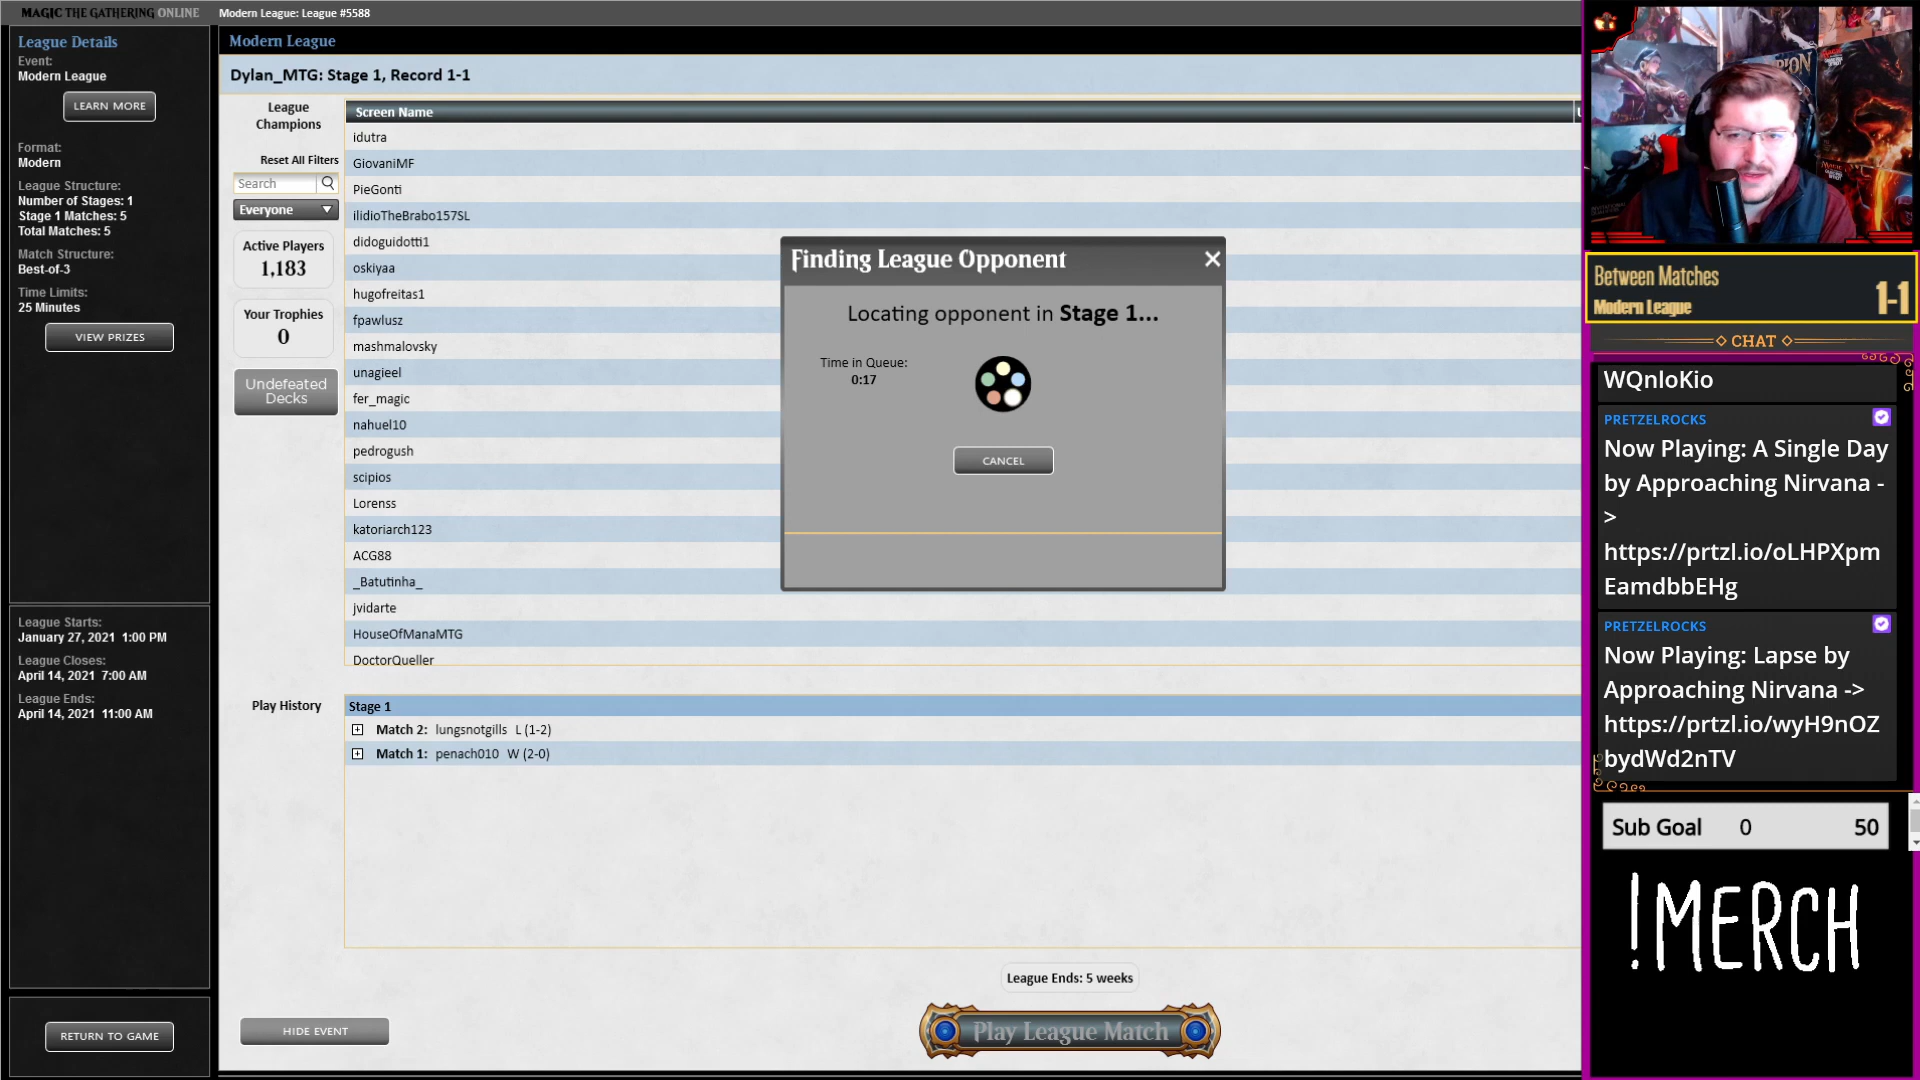 MAGIC THE GATHERING ONLINE
Modern League: League #5588
League Details
Event:
Modern League
LEARN MORE
Format:
Modern
League Structure:
Number of Stages: 1
Stage 1 Matches: 5
Total Matches: 5
Match Structure:
Best-of-3
Time Limits:
25 Minutes
VIEW PRIZES
League Starts:
January 27, 2021 1:00 PM
League Closes:
April 14, 2021 7:00 AM
League Ends:
April 14, 2021 11:00 AM
RETURN TO GAME
Modern League
Dylan_MTG: Stage 1, Record 1-1
League
Champions
Reset All Filters
Search
Everyone
Active Players
1,183
Your Trophies
0
Undefeated
Decks
Screen Name
idutra
GiovaniMF
PieGonti
ilidioTheBrabo157SL
didoguidotti1
oskiyaa
hugofreitas1
fpawlusz
mashmalovsky
unagieel
fer_magic
nahuel10
pedrogush
scipios
Lorenss
katoriarch123
ACG88
_Batutinha_
jvidarte
HouseOfManaMTG
DoctorQueller
Finding League Opponent
Locating opponent in Stage 1...
Time in Queue:
0:17
CANCEL
Play History
Stage 1
Match 2: lungsnotgills L (1-2)
Match 1: penach010 W (2-0)
League Ends: 5 weeks
HIDE EVENT
Play League Match
Between Matches
Modern League
1-1
CHAT
WQnIoKio
PRETZELROCKS
Now Playing: A Single Day
by Approaching Nirvana -
>
https://prtzl.io/oLHPXpm
EamdbbEHg
PRETZELROCKS
Now Playing: Lapse by
Approaching Nirvana ->
https://prtzl.io/wyH9nOZ
bydWd2nTV
Sub Goal 0 50
!MERCH